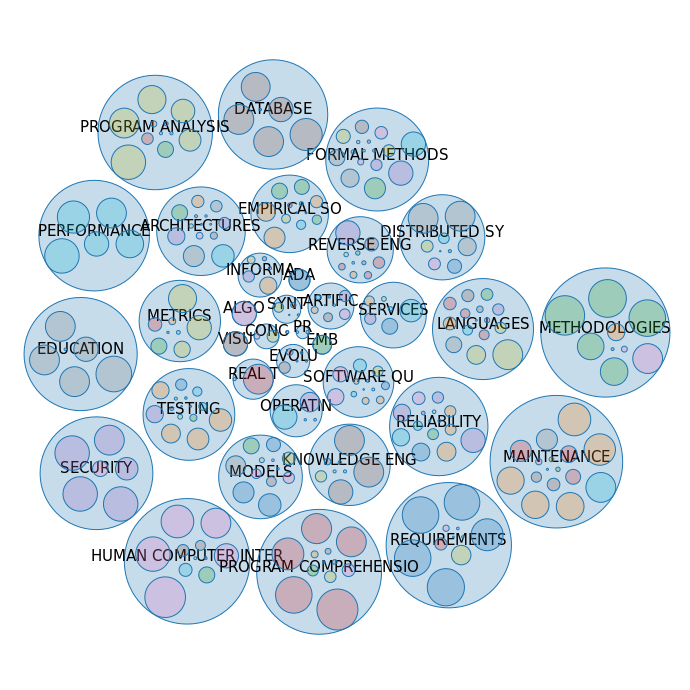 DATABASE
PROGRAM ANALYSIS
FORMAL METHODS
EMPIRICAL SO
ARCHITECTURES
PERFORMANCE
DISTRIBUTED SY
REVERSE ENG
INFORMA
ADA
SYNT
ARTIFIC
ALGO
SERVICES
METRICS
LANGUAGES
METHODOLOGIES
CONC
PR
VISU
EMB
EDUCATION
EVOLU
REAL T
SOFTWARE QU
OPERATIN
TESTING
RELIABILITY
MAINTENANCE
KNOWLEDGE ENG
SECURITY
MODELS
REQUIREMENTS
HUMAN COMPUTER INTER
PROGRAM COMPREHENSIO